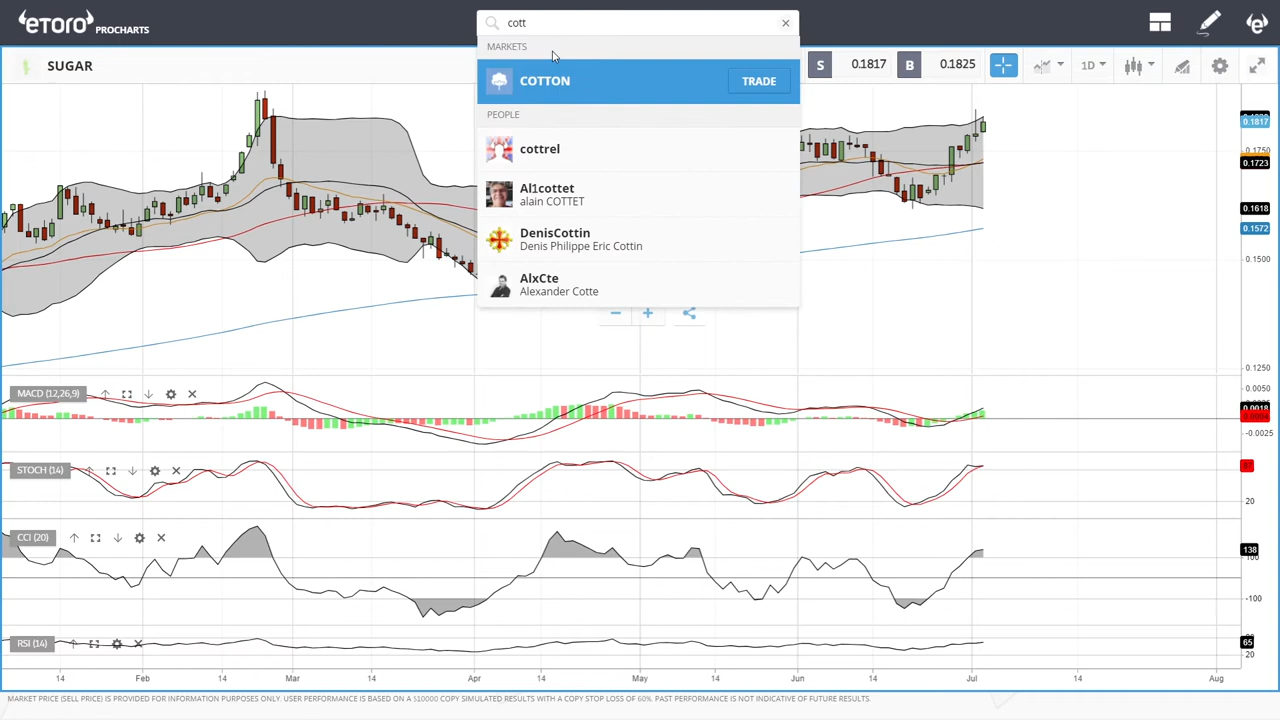 etoro PROCHARTS
cott
MARKETS
COTTON TRADE
PEOPLE
cottrel
Al1cottet
alain COTTET
DenisCottin
Denis Philippe Eric Cottin
AlxCte
Alexander Cotte
SUGAR
S 0.1817 B 0.1825
1D
0.1817
0.1750
0.1723
0.1618
0.1572
0.1500
0.1250
MACD (12,26,9)
0.0050
0.0018
-0.0025
STOCH (14)
87
20
CCI (20)
138
100
-100
RSI (14)
65
20
14 Feb 14 Mar 14 Apr 14 May 14 Jun 14 Jul 14 Aug
MARKET PRICE (SELL PRICE) IS PROVIDED FOR INFORMATION PURPOSES ONLY. USER PERFORMANCE IS BASED ON A $10000 COPY SIMULATED RESULTS WITH A COPY STOP LOSS OF 60%. PAST PERFORMANCE IS NOT INDICATIVE OF FUTURE RESULTS.